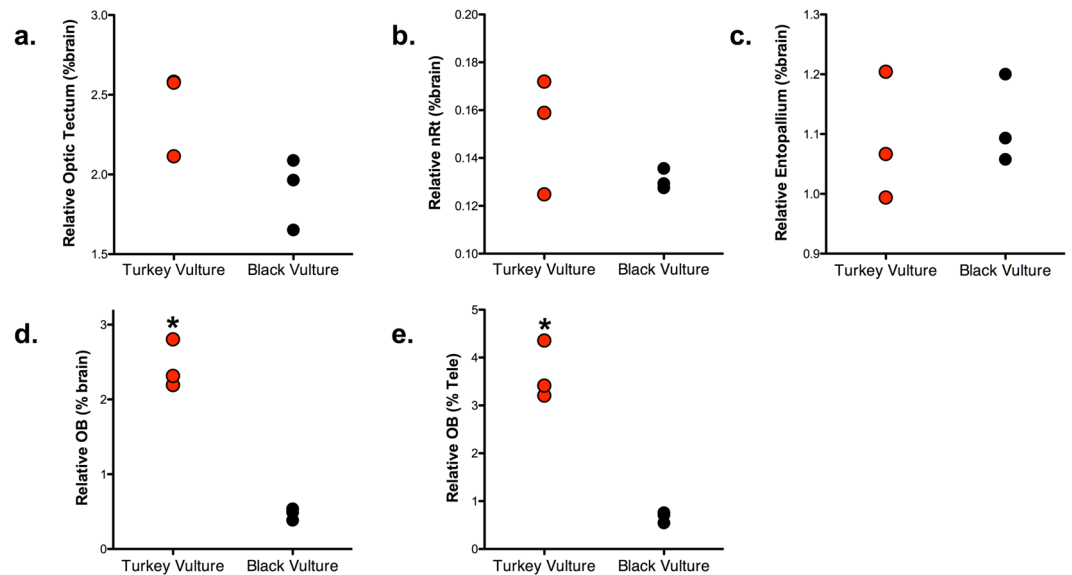 a.
Relative Optic Tectum (%brain)
3.0
2.5
2.0
1.5
Turkey Vulture Black Vulture
b.
Relative nRt (%brain)
0.20
0.18
0.16
0.14
0.12
0.10
Turkey Vulture Black Vulture
c.
Relative Entopallium (%brain)
1.3
1.2
1.1
1.0
0.9
Turkey Vulture Black Vulture
d.
Relative OB (% brain)
3
2
1
0
*
Turkey Vulture Black Vulture
e.
Relative OB (% Tele)
5
4
3
2
1
0
*
Turkey Vulture Black Vulture